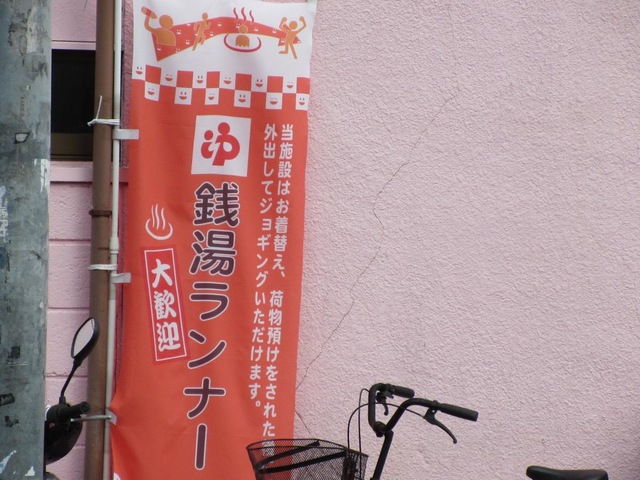 当施設はお着替え、荷物預けをされた
外出してジョギングいただけます。
ゆ
銭湯ランナー
大歓迎